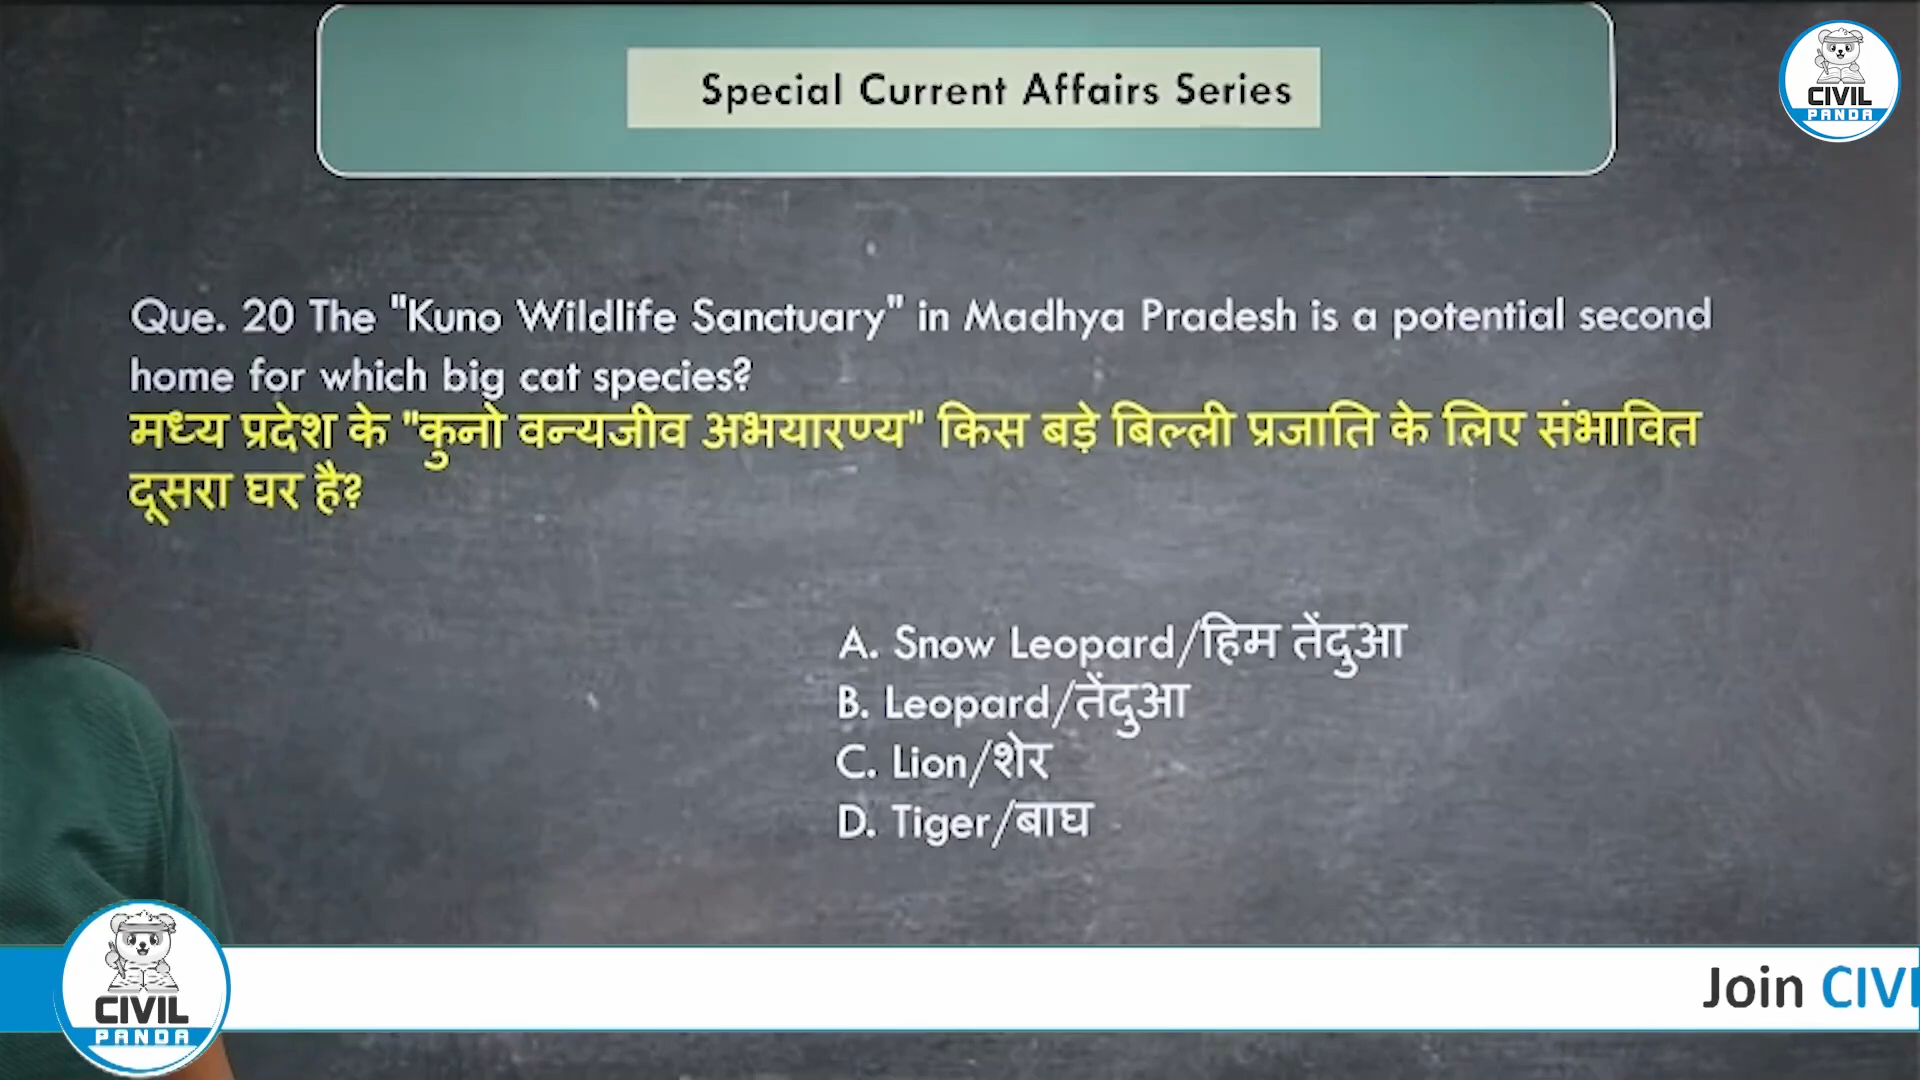 Special Current Affairs Series
CIVIL
PANDA
Que. 20 The "Kuno Wildlife Sanctuary" in Madhya Pradesh is a potential second
home for which big cat species?
मध्य प्रदेश के "कुनो वन्यजीव अभयारण्य" किस बड़े बिल्ली प्रजाति के लिए संभावित
दूसरा घर है?
A. Snow Leopard/हिम तेंदुआ
B. Leopard/तेंदुआ
C. Lion/शेर
D. Tiger/बाघ
CIVIL
PANDA
Join CIVI